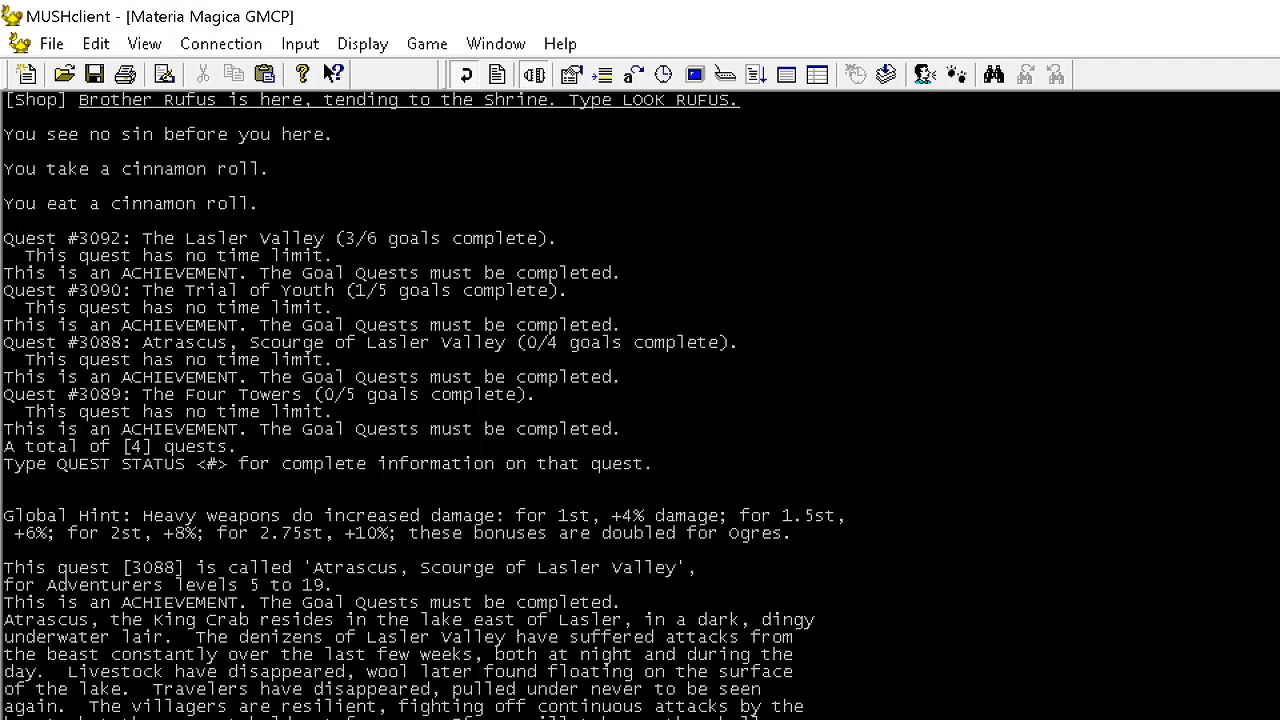 MUSHclient - [Materia Magica GMCP]
File Edit View Connection Input Display Game Window Help
[Shop] Brother Rufus is here, tending to the Shrine. Type LOOK RUFUS.
You see no sin before you here.
You take a cinnamon roll.
You eat a cinnamon roll.
Quest #3092: The Lasler Valley (3/6 goals complete).
This quest has no time limit.
This is an ACHIEVEMENT. The Goal Quests must be completed.
Quest #3090: The Trial of Youth (1/5 goals complete).
This quest has no time limit.
This is an ACHIEVEMENT. The Goal Quests must be completed.
Quest #3088: Atrascus, Scourge of Lasler Valley (0/4 goals complete).
This quest has no time limit.
This is an ACHIEVEMENT. The Goal Quests must be completed.
Quest #3089: The Four Towers (0/5 goals complete).
This quest has no time limit.
This is an ACHIEVEMENT. The Goal Quests must be completed.
A total of [4] quests.
Type QUEST STATUS <#> for complete information on that quest.
Global Hint: Heavy weapons do increased damage: for 1st, +4% damage; for 1.5st,
+6%; for 2st, +8%; for 2.75st, +10%; these bonuses are doubled for Ogres.
This quest [3088] is called 'Atrascus, Scourge of Lasler Valley',
for Adventurers levels 5 to 19.
This is an ACHIEVEMENT. The Goal Quests must be completed.
Atrascus, the King Crab resides in the lake east of Lasler, in a dark, dingy
underwater lair. The denizens of Lasler Valley have suffered attacks from
the beast constantly over the last few weeks, both at night and during the
day. Livestock have disappeared, wool later found floating on the surface
of the lake. Travelers have disappeared, pulled under never to be seen
again. The villagers are resilient, fighting off continuous attacks by the